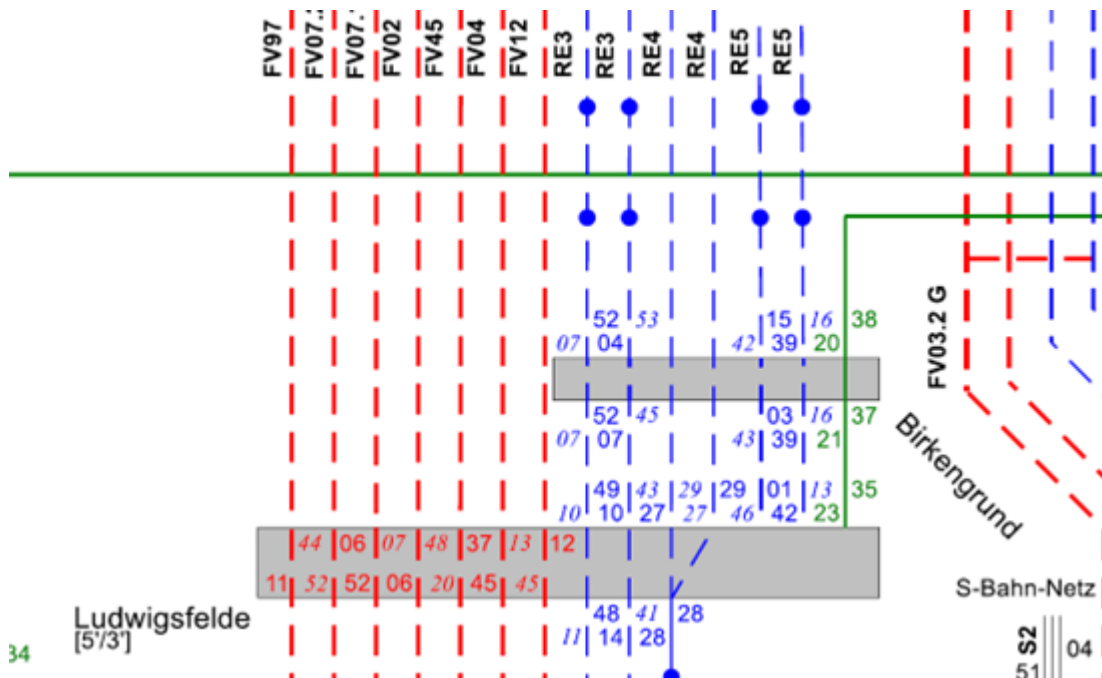 FV97 FV07.2 FV07. FV02 FV45 FV04 FV12 RE3 RE3 RE4 RE4 RE5 RE5
52 53 15 16 38
07 04 42 39 20
FV03.2 G
52 45 03 16 37
07 07 43 39 21
Birkengrund
49 43 29 29 01 13 35
10 10 27 27 46 42 23
44 06 07 48 37 13 12
11 52 52 06 20 45 45
S-Bahn-Netz
Ludwigsfelde
[5'/3']
48 41 28
11 14 28
34
S2
04
51